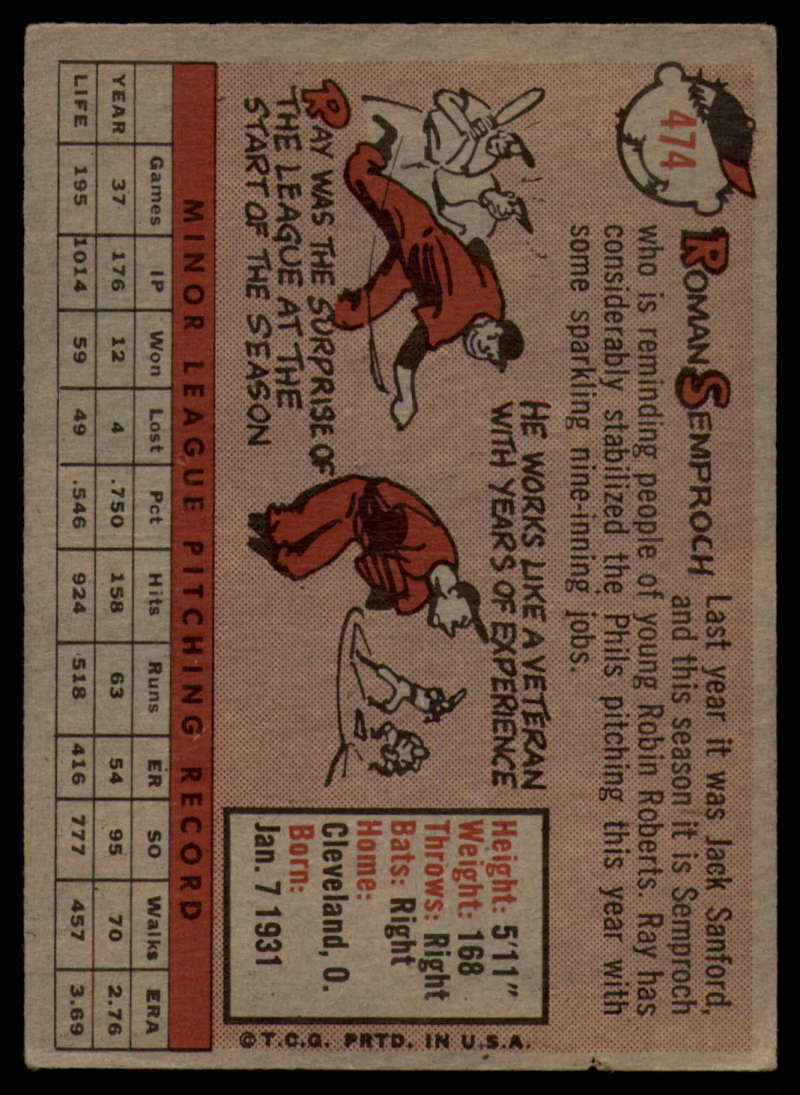 474
ROMAN SEMPROCH Last year it was Jack Sanford,
and this season it is Semproch
who is reminding people of young Robin Roberts. Ray has
considerably stabilized the Phils pitching this year with
some sparkling nine-inning jobs.
HE WORKS LIKE A VETERAN
WITH YEARS OF EXPERIENCE
RAY WAS THE SURPRISE OF
THE LEAGUE AT THE
START OF THE SEASON
Height: 5'11"
Weight: 168
Throws: Right
Bats: Right
Home:
Cleveland, O.
Born:
Jan. 7 1931
© T.C.G. PRTD. IN U.S.A.
MINOR LEAGUE PITCHING RECORD
Games IP Won Lost Pct Hits Runs ER SO Walks ERA
YEAR 37 176 12 4 .750 158 63 54 95 70 2.76
LIFE 195 1014 59 49 .546 924 518 416 777 457 3.69